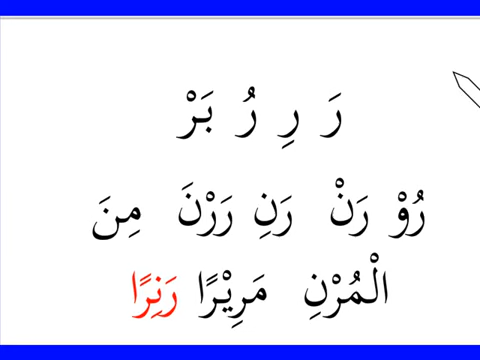 رَ رِ رُ بَرْ
رُوْ رَنْ رَنِ رَرْنَ مِنَ
الْمُرْنِ مَرِيْرًا رَنِرًا